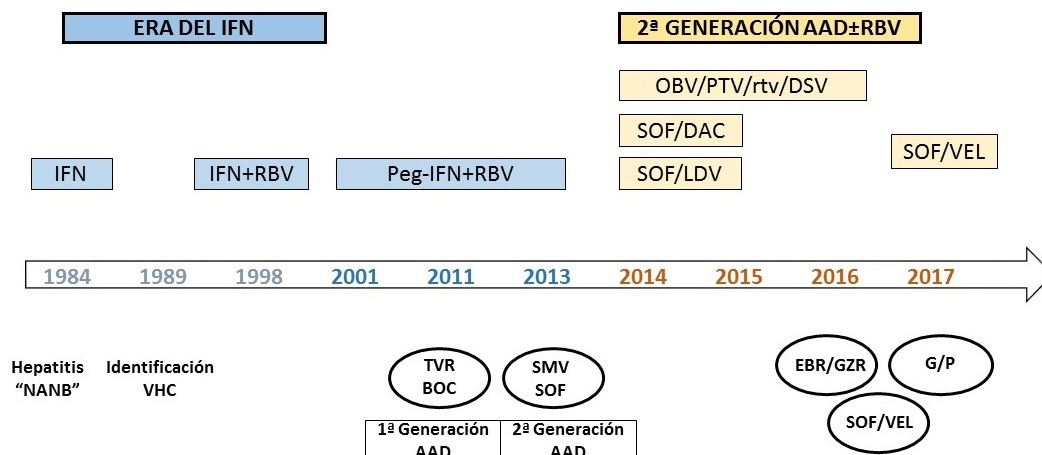 ERA DEL IFN
2ª GENERACIÓN AAD±RBV
OBV/PTV/rtv/DSV
SOF/DAC
SOF/VEL
IFN
IFN+RBV
Peg-IFN+RBV
SOF/LDV
1984 1989 1998 2001 2011 2013 2014 2015 2016 2017
Hepatitis
“NANB”
Identificación
VHC
TVR
BOC
SMV
SOF
EBR/GZR
G/P
SOF/VEL
1ª Generación
AAD
2ª Generación
AAD